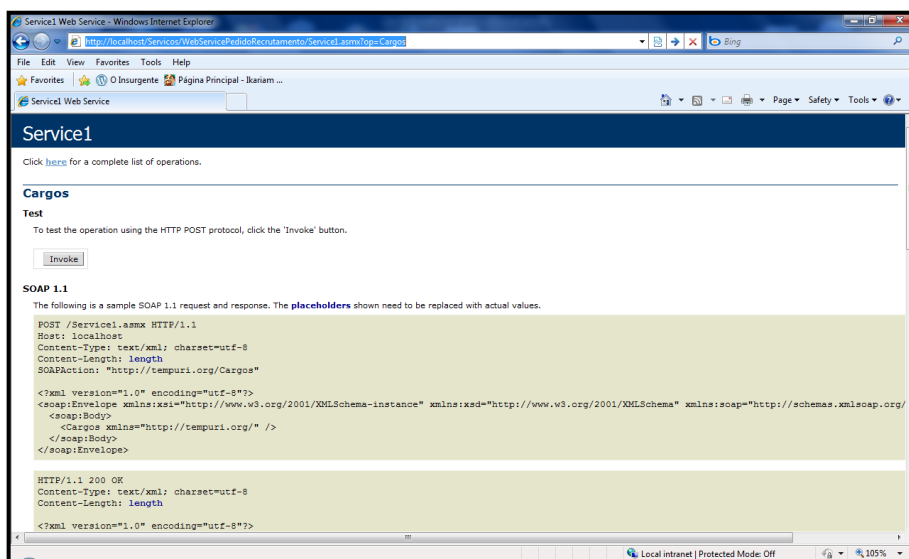 Service1 Web Service - Windows Internet Explorer
http://localhost/Servicos/WebServicePedidoRecrutamento/Service1.asmx?op=Cargos
Bing
File Edit View Favorites Tools Help
Favorites O Insurgente Página Principal - Ikariam ...
Service1 Web Service
Page Safety Tools
Service1
Click here for a complete list of operations.
Cargos
Test
To test the operation using the HTTP POST protocol, click the 'Invoke' button.
Invoke
SOAP 1.1
The following is a sample SOAP 1.1 request and response. The placeholders shown need to be replaced with actual values.
POST /Service1.asmx HTTP/1.1
Host: localhost
Content-Type: text/xml; charset=utf-8
Content-Length: length
SOAPAction: "http://tempuri.org/Cargos"
<?xml version="1.0" encoding="utf-8"?>
<soap:Envelope xmlns:xsi="http://www.w3.org/2001/XMLSchema-instance" xmlns:xsd="http://www.w3.org/2001/XMLSchema" xmlns:soap="http://schemas.xmlsoap.org/
<soap:Body>
<Cargos xmlns="http://tempuri.org/" />
</soap:Body>
</soap:Envelope>
HTTP/1.1 200 OK
Content-Type: text/xml; charset=utf-8
Content-Length: length
<?xml version="1.0" encoding="utf-8"?>
Local intranet | Protected Mode: Off
105%